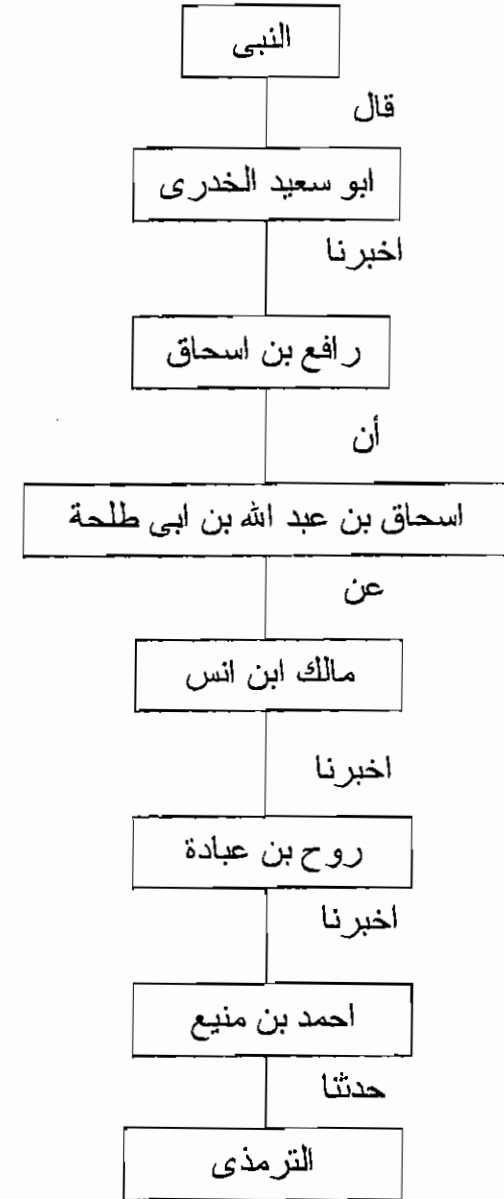 النبى
قال
ابو سعيد الخدرى
اخبرنا
رافع بن اسحاق
أن
اسحاق بن عبد الله بن ابى طلحة
عن
مالك ابن انس
اخبرنا
روح بن عبادة
اخبرنا
احمد بن منيع
حدثنا
الترمذى